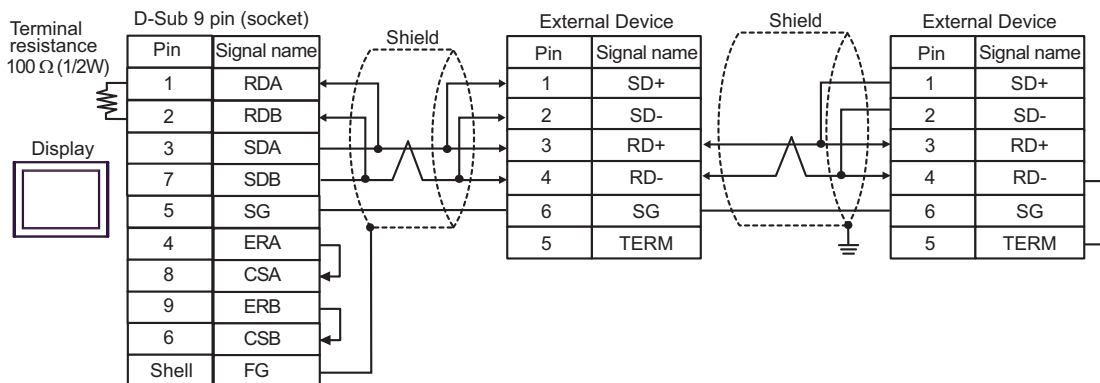 Terminal
resistance
100 Ω (1/2W)
Display
D-Sub 9 pin (socket)
Pin Signal name
1 RDA
2 RDB
3 SDA
7 SDB
5 SG
4 ERA
8 CSA
9 ERB
6 CSB
Shell FG
Shield
External Device
Pin Signal name
1 SD+
2 SD-
3 RD+
4 RD-
6 SG
5 TERM
Shield
External Device
Pin Signal name
1 SD+
2 SD-
3 RD+
4 RD-
6 SG
5 TERM